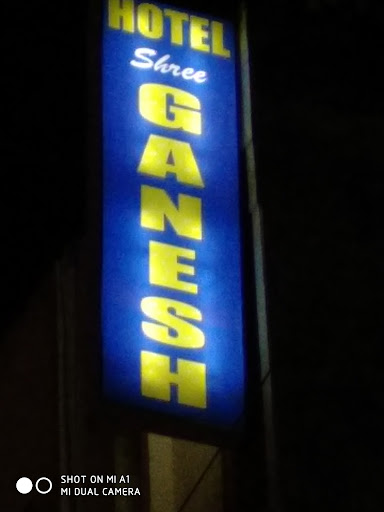 HOTEL
Shree
GANESH
SHOT ON MI A1
MI DUAL CAMERA